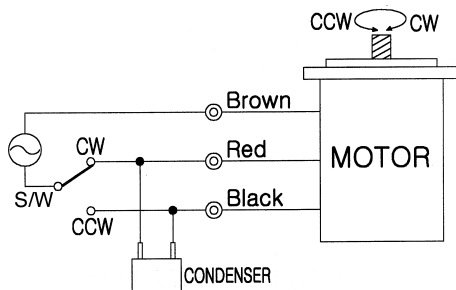 CCW CW
Brown
CW
Red
MOTOR
S/W
Black
CCW
CONDENSER